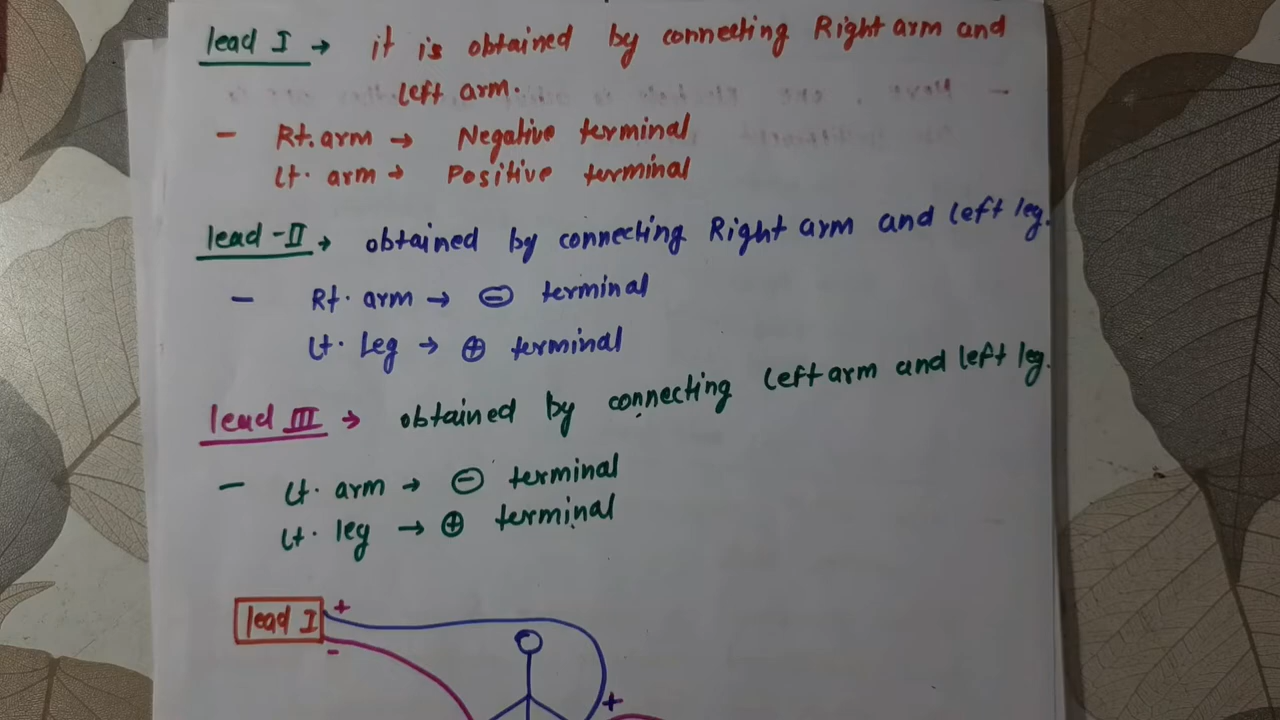 lead I → it is obtained by connecting Right arm and
left arm.
- Rt. arm → Negative terminal
Lt. arm → Positive terminal
lead-II → obtained by connecting Right arm and left leg.
- Rt. arm → ⊖ terminal
Lt. Leg → ⊕ terminal
lead III → obtained by connecting Left arm and left leg.
- Lt. arm → ⊖ terminal
Lt. leg → ⊕ terminal
lead I +
-
+